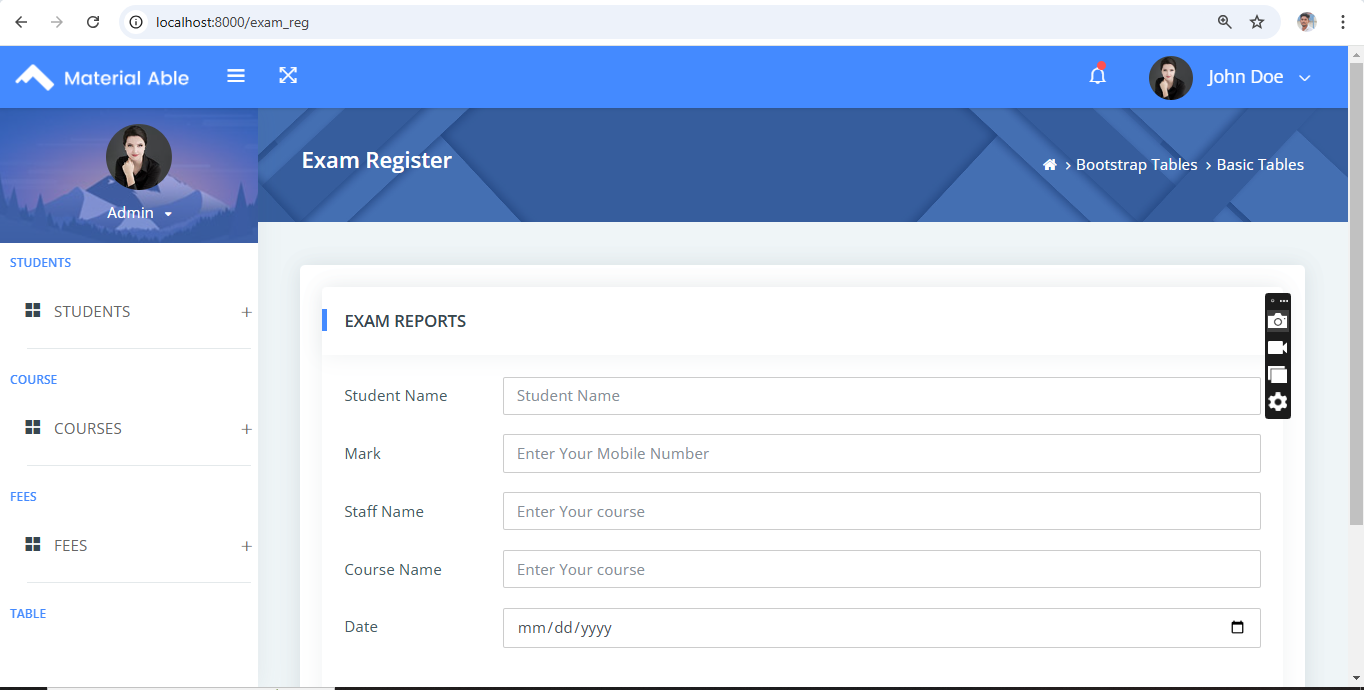 localhost:8000/exam_reg
Material Able
John Doe
Exam Register
Bootstrap Tables Basic Tables
Admin
STUDENTS
STUDENTS
COURSE
COURSES
FEES
FEES
TABLE
EXAM REPORTS
Student Name Student Name
Mark Enter Your Mobile Number
Staff Name Enter Your course
Course Name Enter Your course
Date mm/dd/yyyy